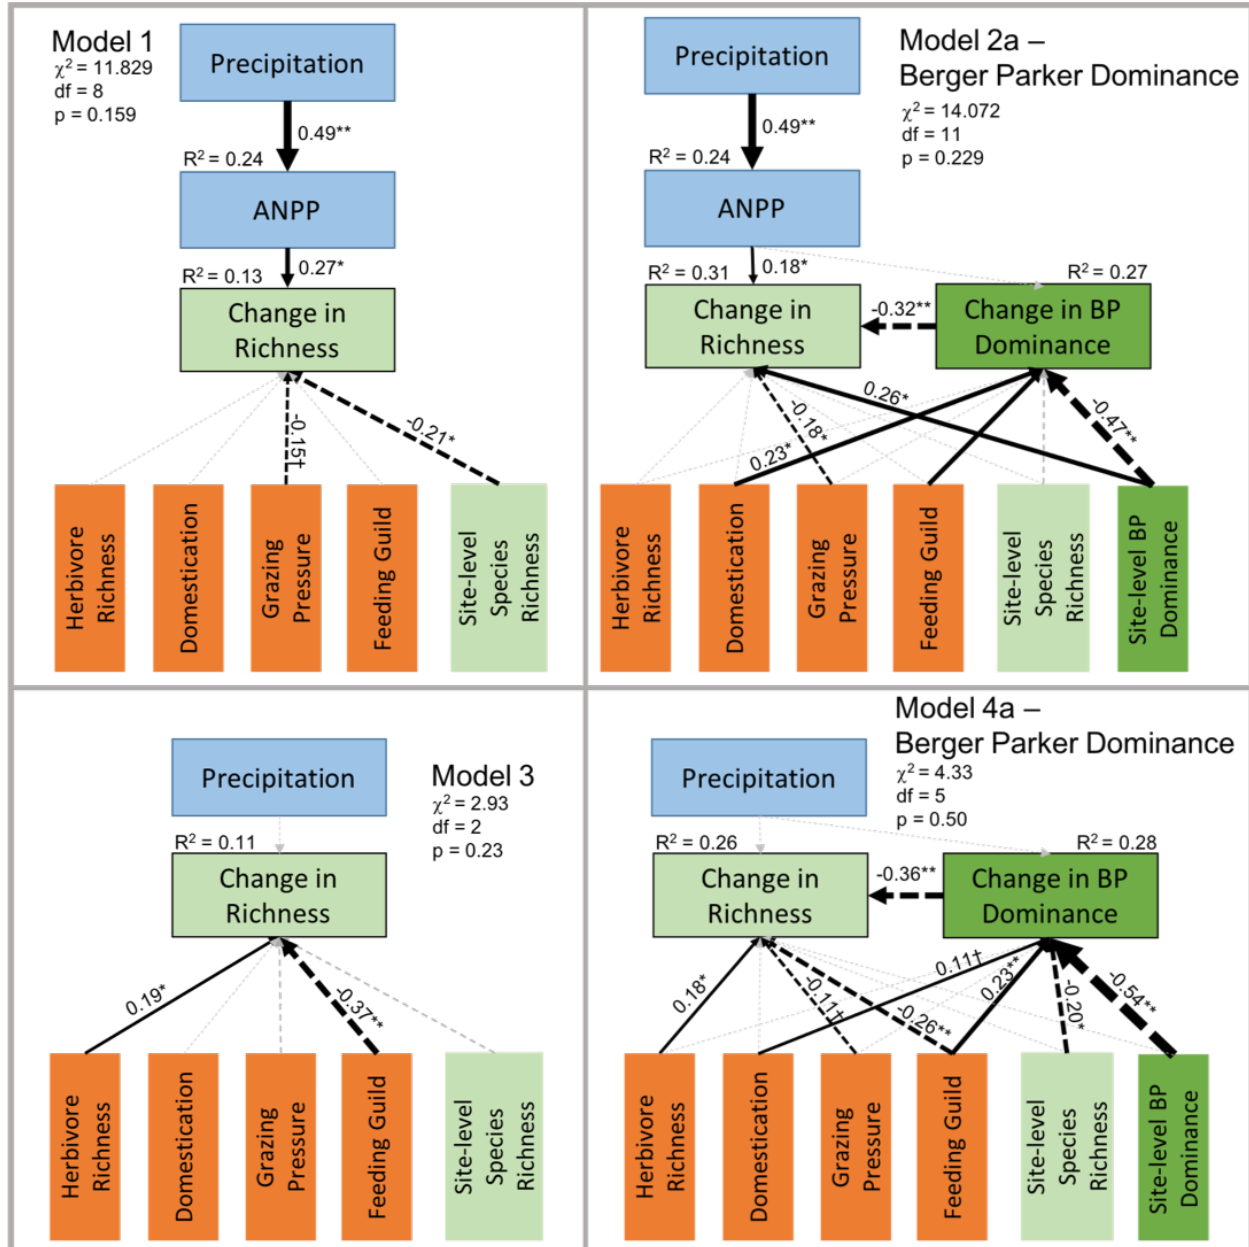 Model 1
χ² = 11.829
df = 8
p = 0.159
Precipitation
0.49**
R² = 0.24
ANPP
R² = 0.13
0.27*
Change in
Richness
-0.15†
-0.21*
Herbivore
Richness
Domestication
Grazing
Pressure
Feeding Guild
Site-level
Species
Richness
Model 2a –
Berger Parker Dominance
χ² = 14.072
df = 11
p = 0.229
Precipitation
0.49**
R² = 0.24
ANPP
R² = 0.31
0.18*
R² = 0.27
Change in
Richness
-0.32**
Change in BP
Dominance
0.23*
-0.18*
0.26*
-0.47**
Herbivore
Richness
Domestication
Grazing
Pressure
Feeding Guild
Site-level
Species
Richness
Site-level BP
Dominance
Model 3
χ² = 2.93
df = 2
p = 0.23
Precipitation
R² = 0.11
Change in
Richness
0.19*
-0.37**
Herbivore
Richness
Domestication
Grazing
Pressure
Feeding Guild
Site-level
Species
Richness
Model 4a –
Berger Parker Dominance
χ² = 4.33
df = 5
p = 0.50
Precipitation
R² = 0.26
R² = 0.28
Change in
Richness
-0.36**
Change in BP
Dominance
0.18*
-0.11†
-0.26**
0.11†
0.23**
-0.20*
-0.54**
Herbivore
Richness
Domestication
Grazing
Pressure
Feeding Guild
Site-level
Species
Richness
Site-level BP
Dominance